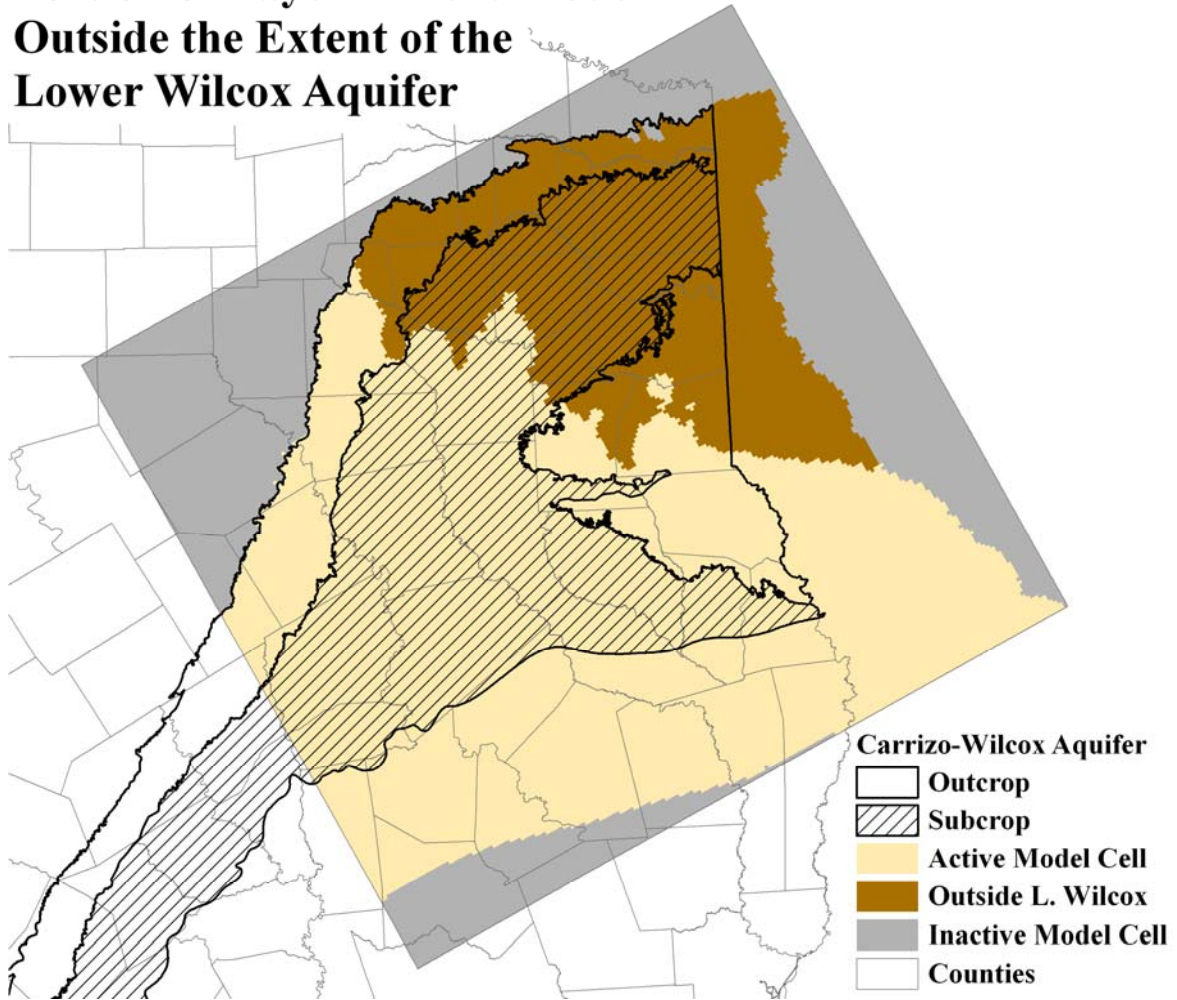 Outside the Extent of the
Lower Wilcox Aquifer
Carrizo-Wilcox Aquifer
Outcrop
Subcrop
Active Model Cell
Outside L. Wilcox
Inactive Model Cell
Counties